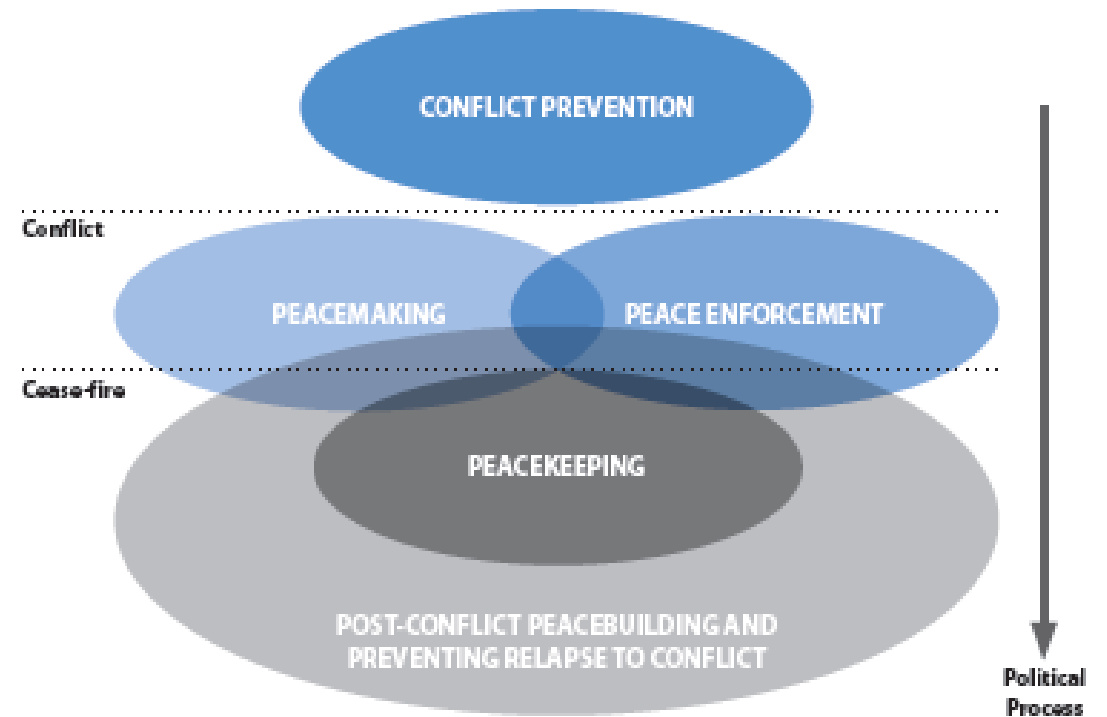 CONFLICT PREVENTION
Conflict
PEACEMAKING
PEACE ENFORCEMENT
Cease-fire
PEACEKEEPING
POST-CONFLICT PEACEBUILDING AND
PREVENTING RELAPSE TO CONFLICT
Political
Process